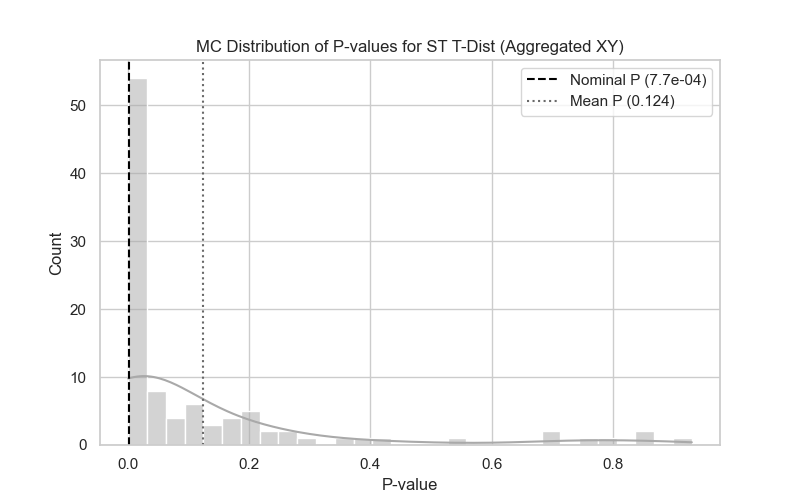 MC Distribution of P-values for ST T-Dist (Aggregated XY)
Nominal P (7.7e-04)
Mean P (0.124)
Count
50
40
30
20
10
0
0.0 0.2 0.4 0.6 0.8
P-value